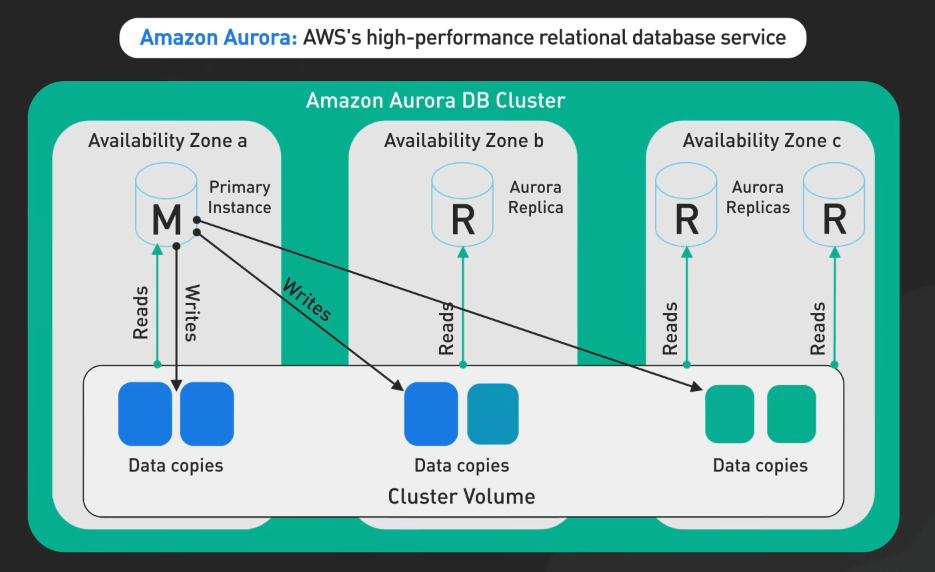 Amazon Aurora: AWS's high-performance relational database service
Amazon Aurora DB Cluster
Availability Zone a
Availability Zone b
Availability Zone c
Primary
Instance
M
Aurora
Replica
R
Aurora
Replicas
R
R
Reads
Writes
Writes
Reads
Reads
Reads
Data copies
Data copies
Data copies
Cluster Volume